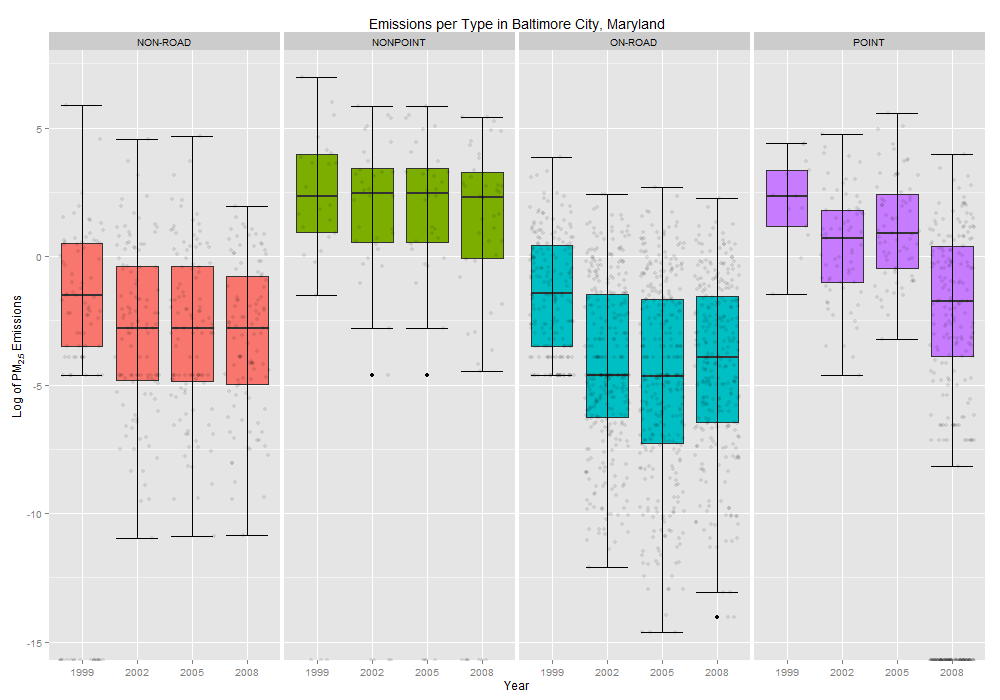 Emissions per Type in Baltimore City, Maryland
NON-ROAD NONPOINT ON-ROAD POINT
Log of PM2.5 Emissions
5
0
-5
-10
-15
1999 2002 2005 2008 1999 2002 2005 2008 1999 2002 2005 2008 1999 2002 2005 2008
Year